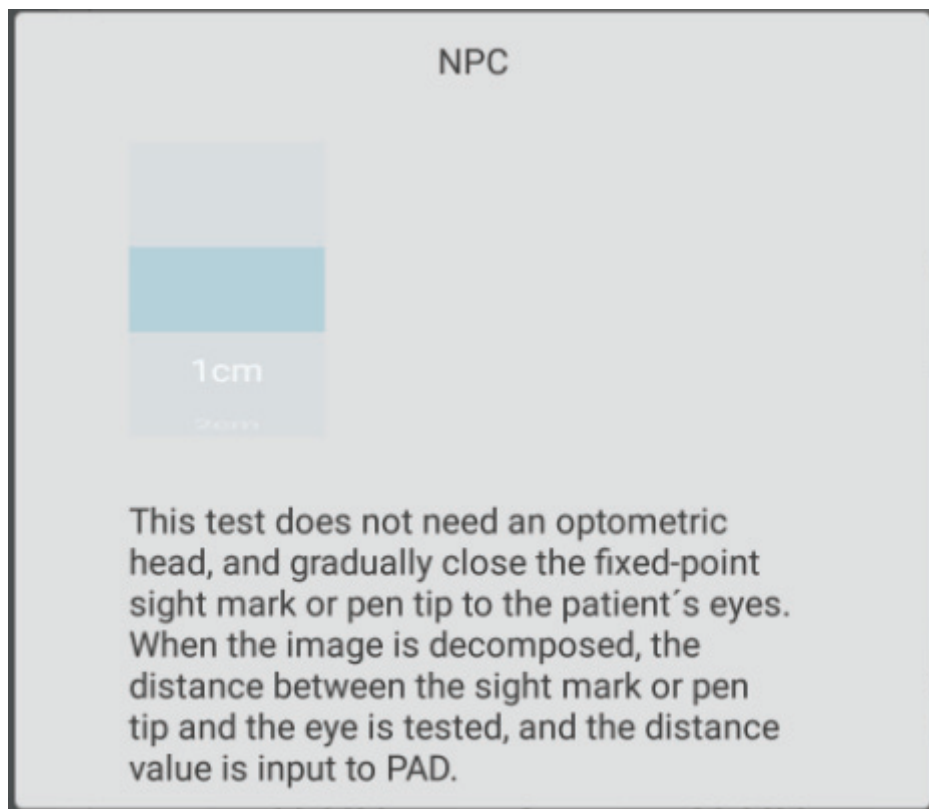 NPC
1cm
This test does not need an optometric
head, and gradually close the fixed-point
sight mark or pen tip to the patient´s eyes.
When the image is decomposed, the
distance between the sight mark or pen
tip and the eye is tested, and the distance
value is input to PAD.